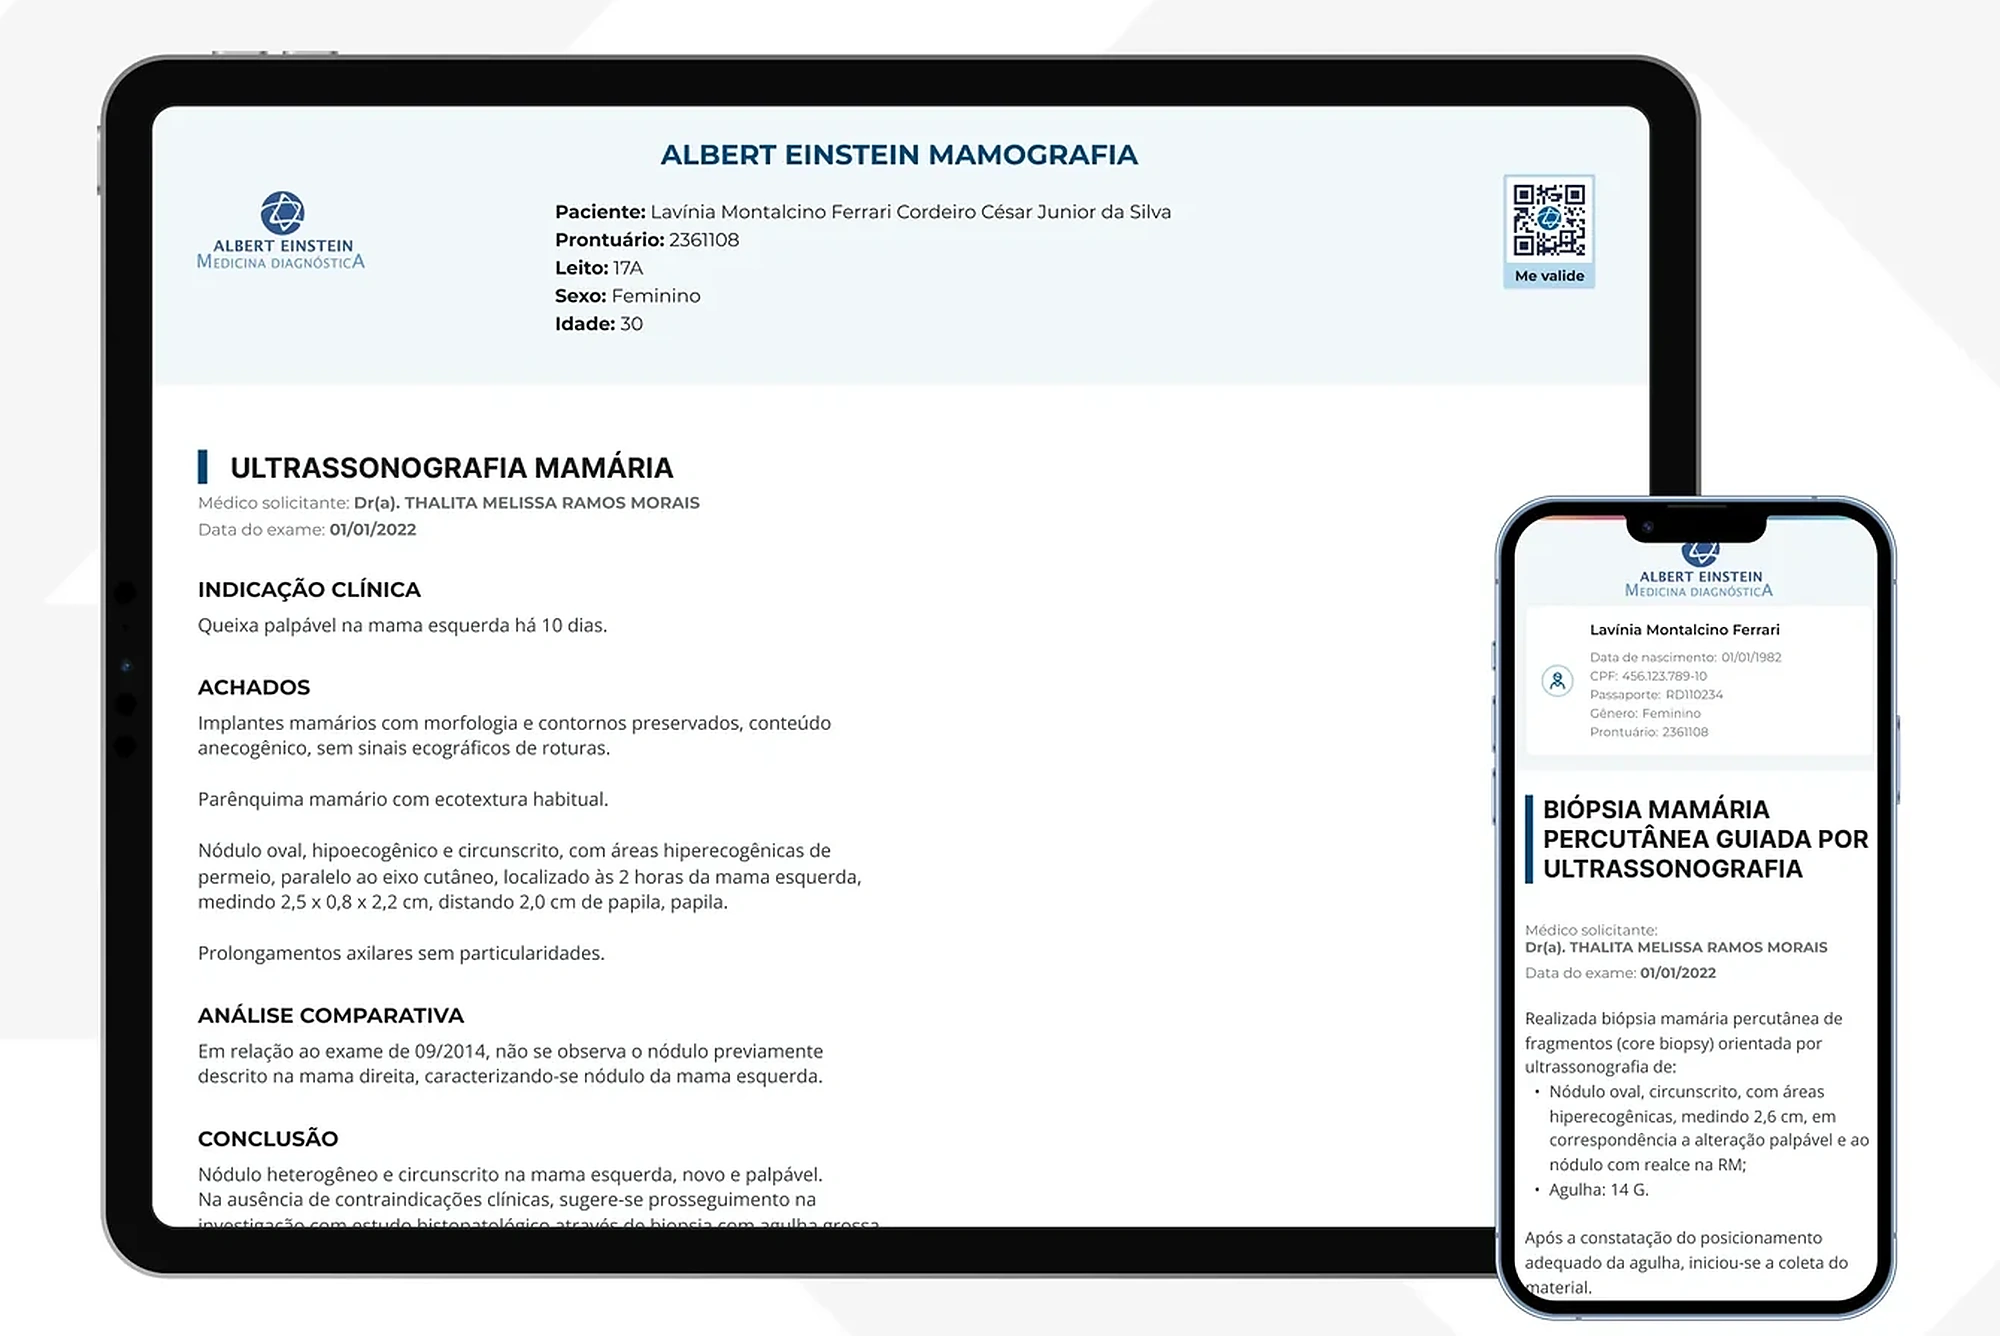 ALBERT EINSTEIN MAMOGRAFIA
ALBERT EINSTEIN
MEDICINA DIAGNÓSTICA
Paciente: Lavínia Montalcino Ferrari Cordeiro César Junior da Silva
Prontuário: 2361108
Leito: 17A
Sexo: Feminino
Idade: 30
Me valide
ULTRASSONOGRAFIA MAMÁRIA
Médico solicitante: Dr(a). THALITA MELISSA RAMOS MORAIS
Data do exame: 01/01/2022
INDICAÇÃO CLÍNICA
Queixa palpável na mama esquerda há 10 dias.
ACHADOS
Implantes mamários com morfologia e contornos preservados, conteúdo
anecogênico, sem sinais ecográficos de roturas.
Parênquima mamário com ecotextura habitual.
Nódulo oval, hipoecogênico e circunscrito, com áreas hiperecogênicas de
permeio, paralelo ao eixo cutâneo, localizado às 2 horas da mama esquerda,
medindo 2,5 x 0,8 x 2,2 cm, distando 2,0 cm de papila, papila.
Prolongamentos axilares sem particularidades.
ANÁLISE COMPARATIVA
Em relação ao exame de 09/2014, não se observa o nódulo previamente
descrito na mama direita, caracterizando-se nódulo da mama esquerda.
CONCLUSÃO
Nódulo heterogêneo e circunscrito na mama esquerda, novo e palpável.
Na ausência de contraindicações clínicas, sugere-se prosseguimento na
investigação com estudo histopatológico através de biopsia com agulha grossa
ALBERT EINSTEIN
MEDICINA DIAGNÓSTICA
Lavínia Montalcino Ferrari
Data de nascimento: 01/01/1982
CPF: 456.123.789-10
Passaporte: RD110234
Gênero: Feminino
Prontuário: 2361108
BIÓPSIA MAMÁRIA
PERCUTÂNEA GUIADA POR
ULTRASSONOGRAFIA
Médico solicitante:
Dr(a). THALITA MELISSA RAMOS MORAIS
Data do exame: 01/01/2022
Realizada biópsia mamária percutânea de
fragmentos (core biopsy) orientada por
ultrassonografia de:
• Nódulo oval, circunscrito, com áreas
hiperecogênicas, medindo 2,6 cm, em
correspondência a alteração palpável e ao
nódulo com realce na RM;
• Agulha: 14 G.
Após a constatação do posicionamento
adequado da agulha, iniciou-se a coleta do
material.